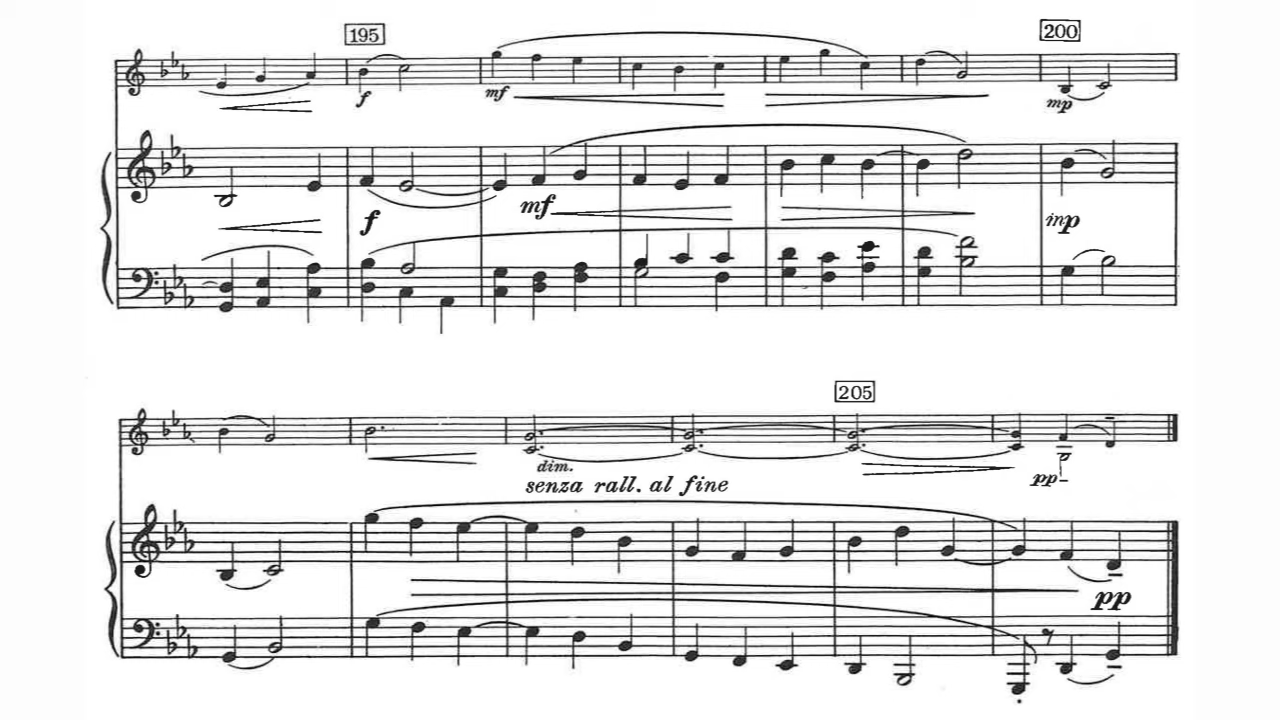 195
200
f
mf
mp
f
mf
mp
205
dim.
senza rall. al fine
pp
pp